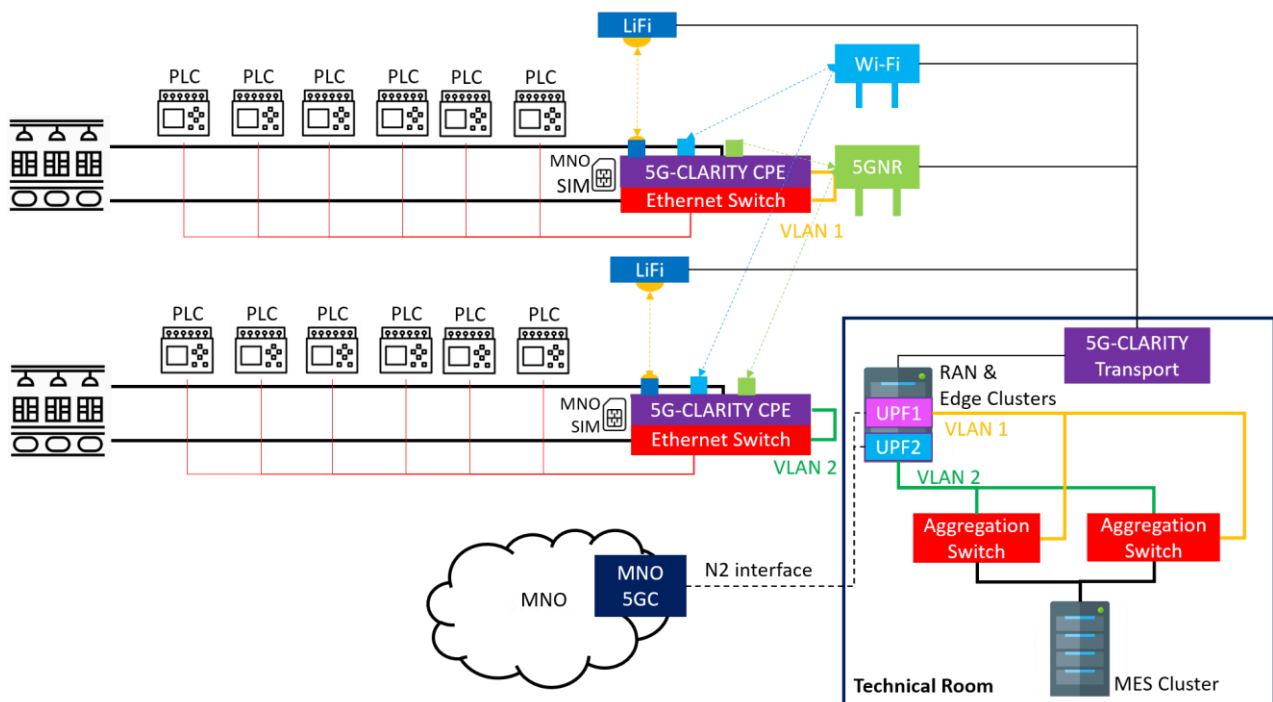 LiFi
PLC
PLC
PLC
PLC
PLC
PLC
Wi-Fi
MNO
SIM
5G-CLARITY CPE
Ethernet Switch
5GNR
VLAN 1
LiFi
PLC
PLC
PLC
PLC
PLC
PLC
MNO
SIM
5G-CLARITY CPE
Ethernet Switch
VLAN 2
5G-CLARITY
Transport
RAN &
Edge Clusters
UPF1
VLAN 1
UPF2
VLAN 2
Aggregation
Switch
Aggregation
Switch
MNO
MNO
5GC
N2 interface
Technical Room
MES Cluster